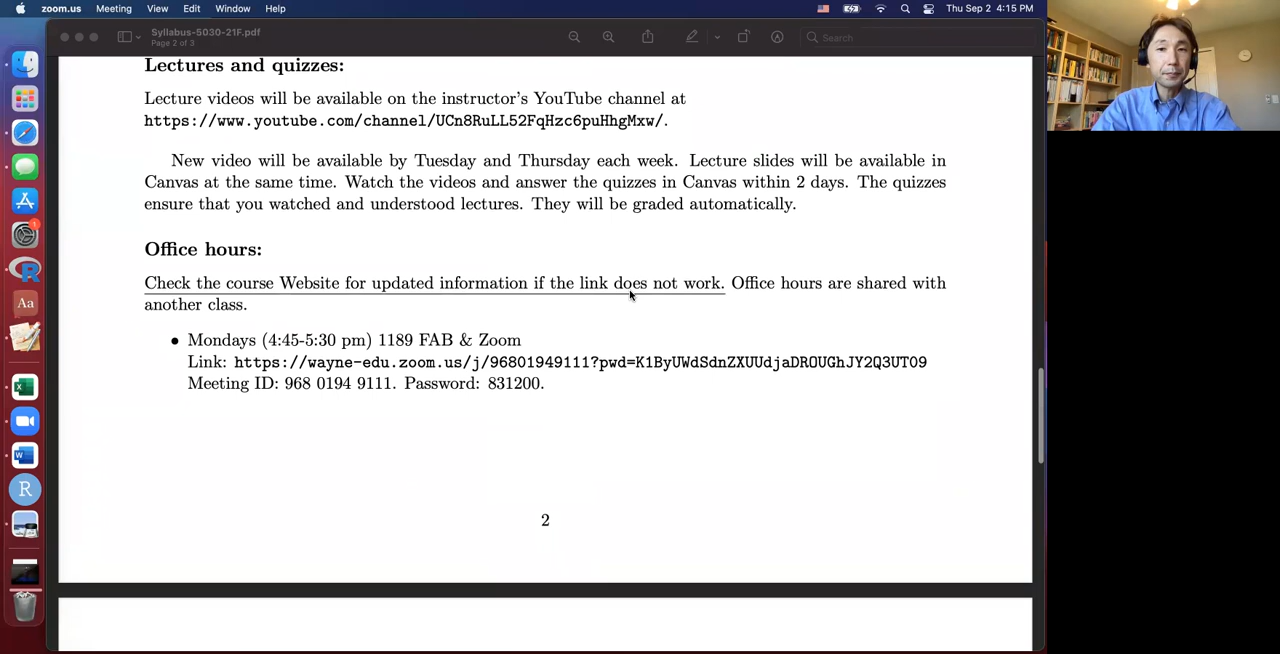 zoom.us Meeting View Edit Window Help Thu Sep 2 4:15 PM
Syllabus-5030-21F.pdf
Page 2 of 3
Search
Lectures and quizzes:
Lecture videos will be available on the instructor's YouTube channel at
https://www.youtube.com/channel/UCn8RuLL52FqHzc6puHhgMxw/.
New video will be available by Tuesday and Thursday each week. Lecture slides will be available in
Canvas at the same time. Watch the videos and answer the quizzes in Canvas within 2 days. The quizzes
ensure that you watched and understood lectures. They will be graded automatically.
Office hours:
Check the course Website for updated information if the link does not work. Office hours are shared with
another class.
• Mondays (4:45-5:30 pm) 1189 FAB & Zoom
Link: https://wayne-edu.zoom.us/j/96801949111?pwd=K1ByUWdSdnZXUUdjaDROUGhJY2Q3UT09
Meeting ID: 968 0194 9111. Password: 831200.
2
1
Aa
X
W
R